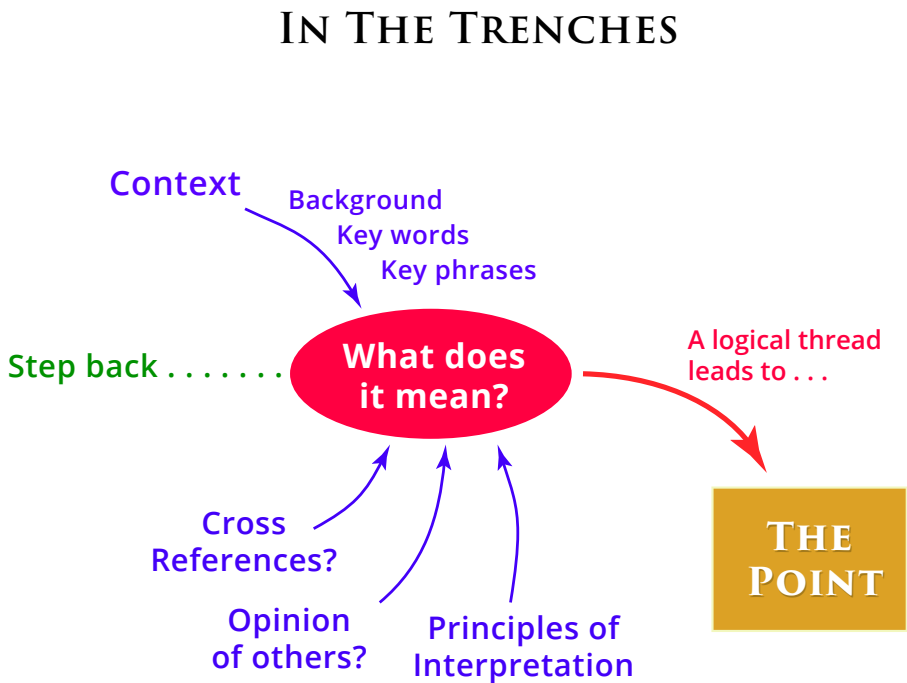 IN THE TRENCHES
Context
Background
Key words
Key phrases
Step back . . . . . . .
What does
it mean?
A logical thread
leads to . . .
THE
POINT
Cross
References?
Opinion
of others?
Principles of
Interpretation